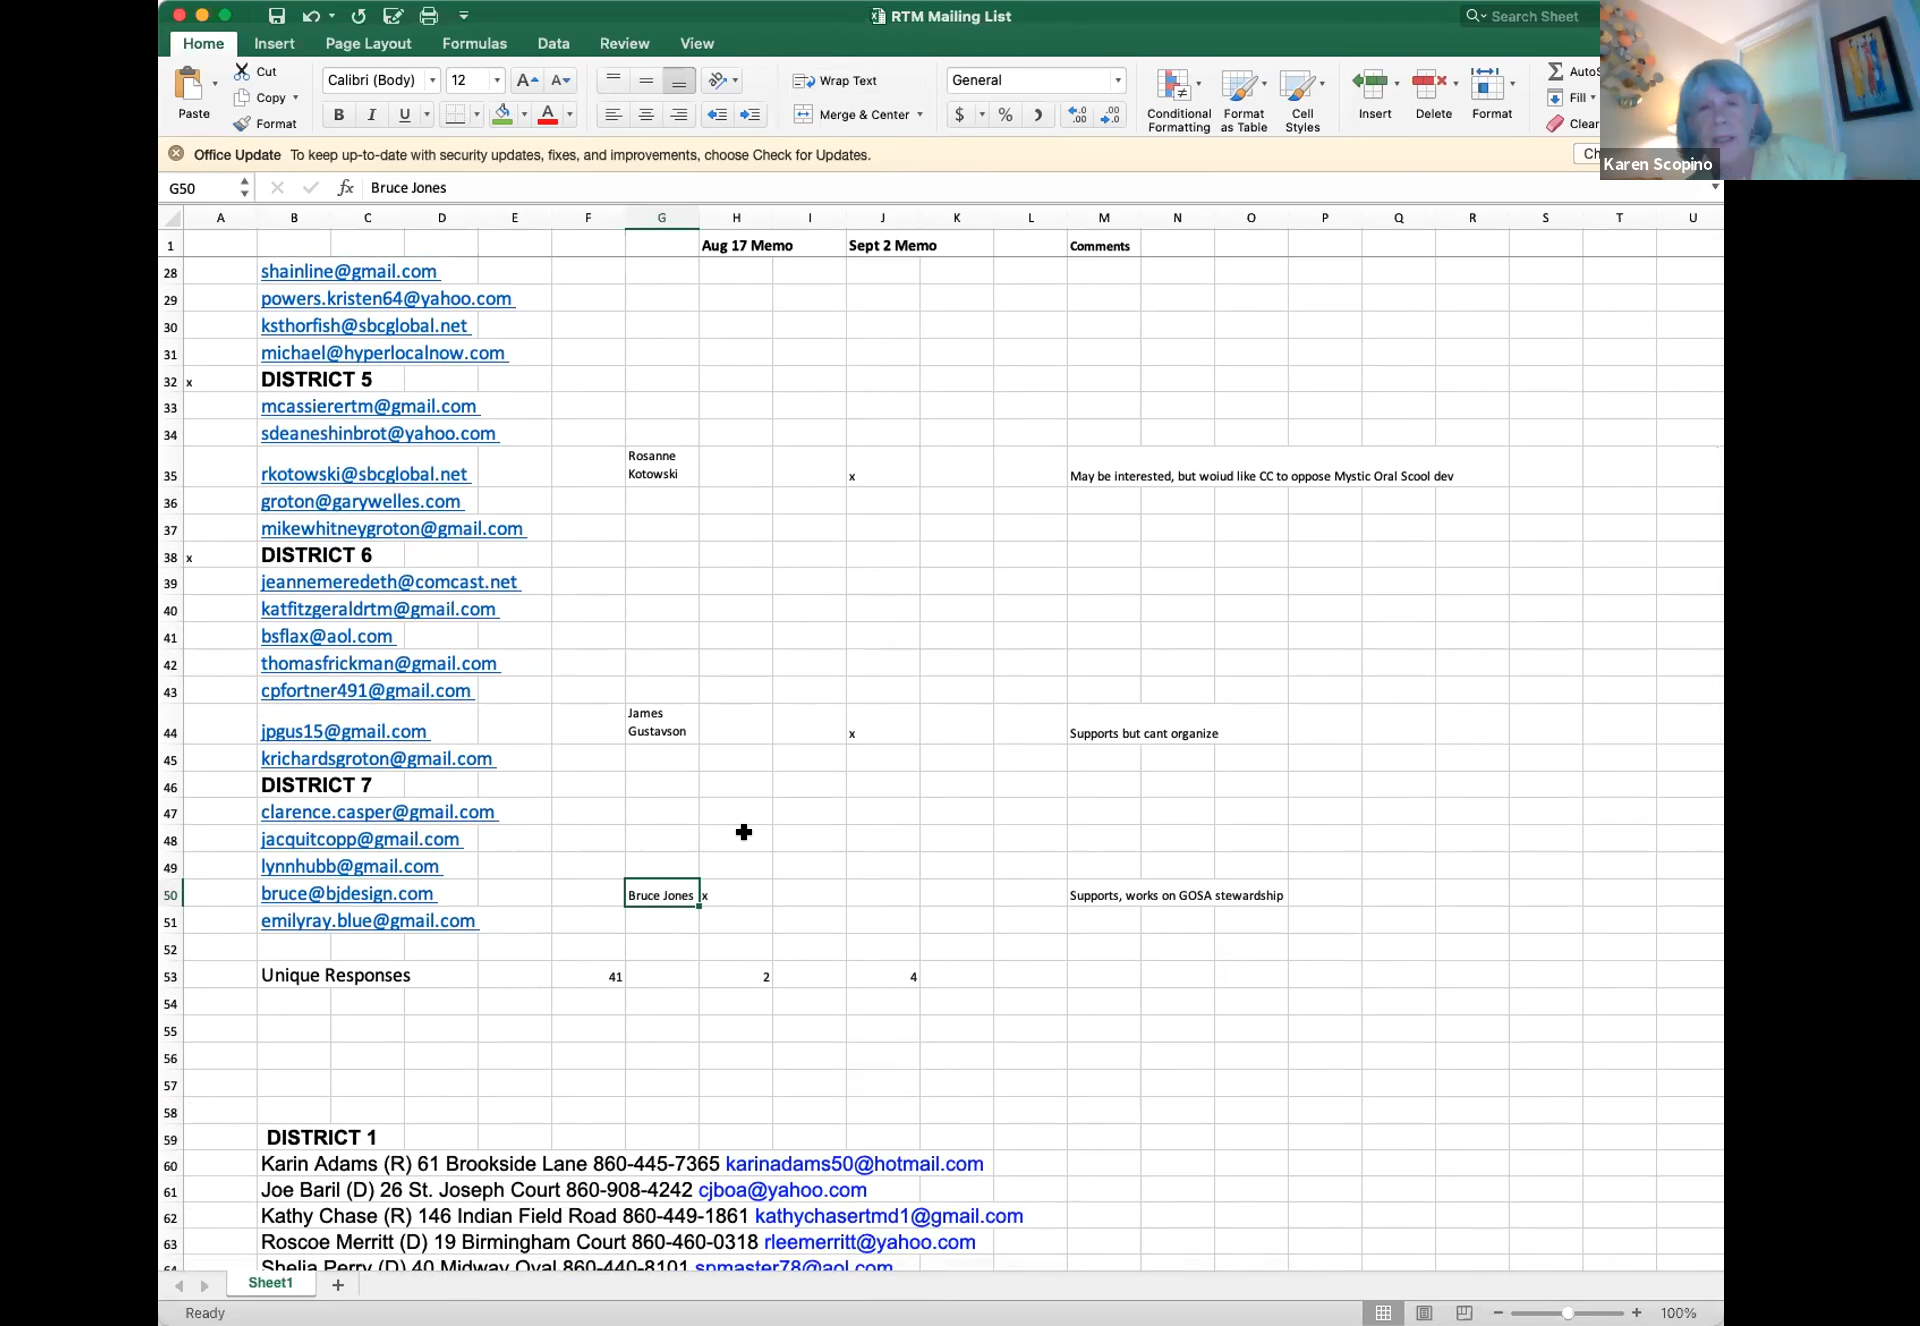 RTM Mailing List
Search Sheet
Home Insert Page Layout Formulas Data Review View
Paste
Cut
Copy
Format
Calibri (Body) 12
B I U
Wrap Text
Merge & Center
General
$ %
Conditional Formatting
Format as Table
Cell Styles
Insert Delete Format
Fill
Clear
Karen Scopino
Office Update To keep up-to-date with security updates, fixes, and improvements, choose Check for Updates.
G50 fx Bruce Jones
A B C D E F G H I J K L M N O P Q R S T U
1 Aug 17 Memo Sept 2 Memo Comments
28 shainline@gmail.com
29 powers.kristen64@yahoo.com
30 ksthorfish@sbcglobal.net
31 michael@hyperlocalnow.com
32 x DISTRICT 5
33 mcassierertm@gmail.com
34 sdeaneshinbrot@yahoo.com
35 rkotowski@sbcglobal.net Rosanne Kotowski x May be interested, but woiud like CC to oppose Mystic Oral Scool dev
36 groton@garywelles.com
37 mikewhitneygroton@gmail.com
38 x DISTRICT 6
39 jeannemeredeth@comcast.net
40 katfitzgeraldrtm@gmail.com
41 bsflax@aol.com
42 thomasfrickman@gmail.com
43 cpfortner491@gmail.com
44 jpgus15@gmail.com James Gustavson x Supports but cant organize
45 krichardsgroton@gmail.com
46 DISTRICT 7
47 clarence.casper@gmail.com
48 jacquitcopp@gmail.com
49 lynnhubb@gmail.com
50 bruce@bjdesign.com Bruce Jones x Supports, works on GOSA stewardship
51 emilyray.blue@gmail.com
52
53 Unique Responses 41 2 4
54
55
56
57
58
59 DISTRICT 1
60 Karin Adams (R) 61 Brookside Lane 860-445-7365 karinadams50@hotmail.com
61 Joe Baril (D) 26 St. Joseph Court 860-908-4242 cjboa@yahoo.com
62 Kathy Chase (R) 146 Indian Field Road 860-449-1861 kathychasertmd1@gmail.com
63 Roscoe Merritt (D) 19 Birmingham Court 860-460-0318 rleemerritt@yahoo.com
64 Shelia Perry (D) 40 Midway Oval 860-440-8101 spmaster78@aol.com
Sheet1
Ready
100%